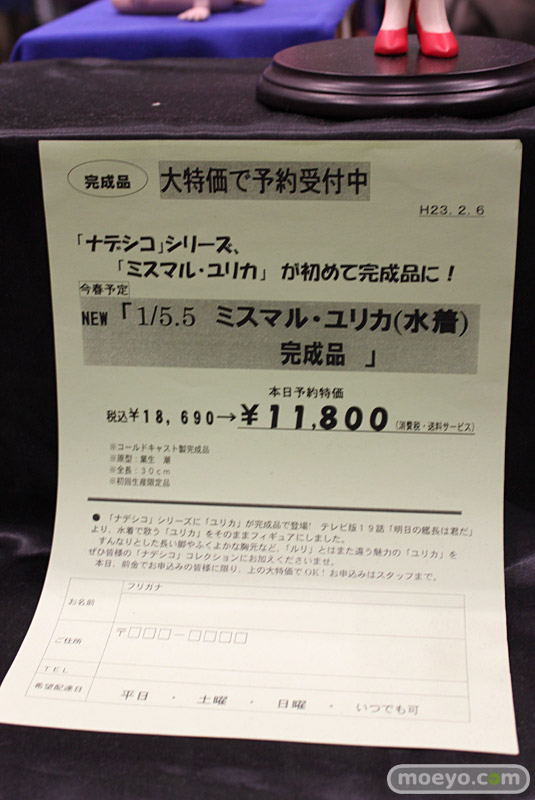 完成品
大特価で予約受付中
H23.2.6
「ナデシコ」シリーズ、
「ミスマル・ユリカ」 が初めて完成品に!
今春予定
NEW 「1/5.5 ミスマル・ユリカ(水着)
完成品 」
本日予約特価
税込¥18,690→¥11,800(消費税・送料サービス)
※コールドキャスト製完成品
※原型:葉生 潮
※全長:30cm
※初回生産限定品
● 「ナデシコ」シリーズに「ユリカ」が完成品で登場! テレビ版19話「明日の艦長は君だ」
より、水着で歌う「ユリカ」をそのままフィギュアにしました。
すんなりとした長い脚やふくよかな胸元など、「ルリ」とはまた違う魅力の「ユリカ」を
ぜひ皆様の「ナデシコ」コレクションにお加えくださいませ。
本日、前金でお申込みの皆様に限り、上の大特価でOK!お申込みはスタッフまで。
フリガナ
お名前
ご住所
〒□□□-□□□□
TEL
希望配達日
平日 ・ 土曜 ・ 日曜 ・ いつでも可
moeyo.com